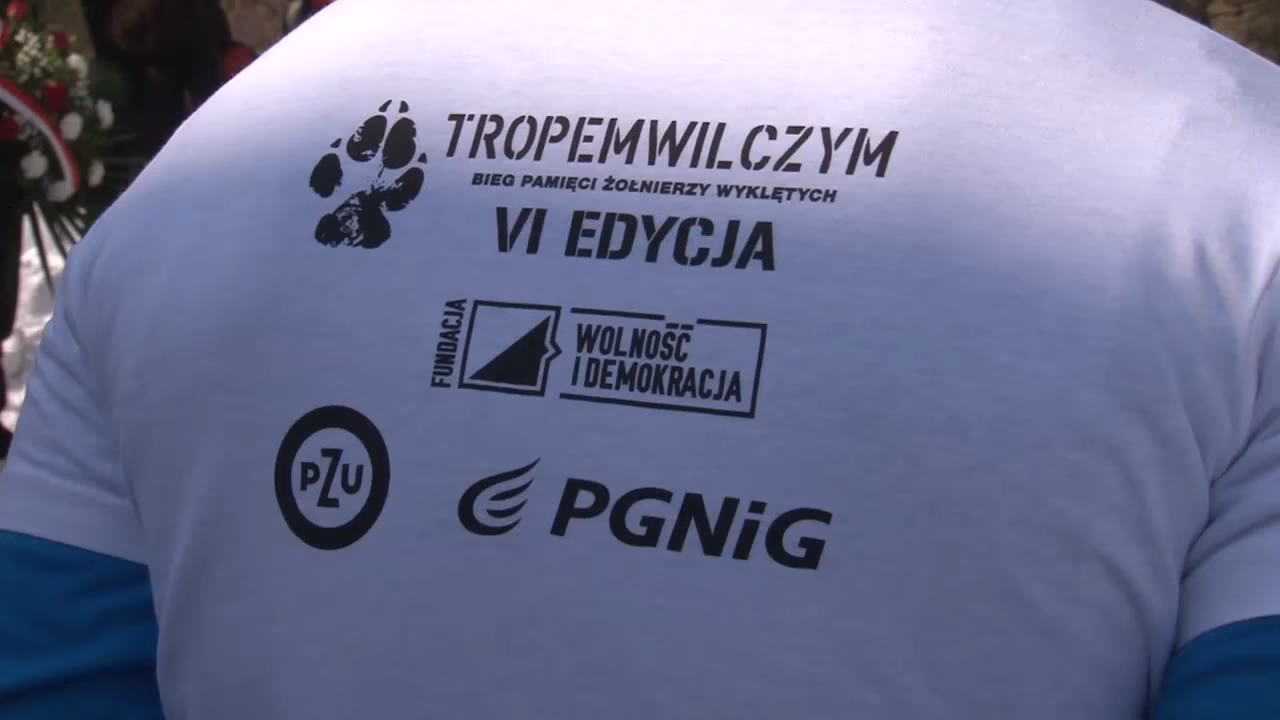 TROPEMWILCZYM
BIEG PAMIĘCI ŻOŁNIERZY WYKLĘTYCH
VI EDYCJA
FUNDACJA
WOLNOŚĆ
I DEMOKRACJA
PZU
PGNiG